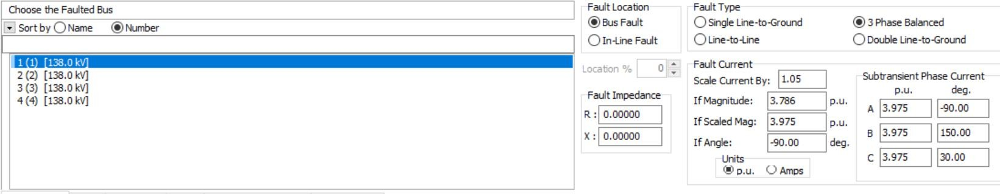 Choose the Faulted Bus
Sort by Name Number
1 (1) [138.0 kV]
2 (2) [138.0 kV]
3 (3) [138.0 kV]
4 (4) [138.0 kV]
Fault Location
Bus Fault
In-Line Fault
Location % 0
Fault Impedance
R : 0.00000
X : 0.00000
Fault Type
Single Line-to-Ground 3 Phase Balanced
Line-to-Line Double Line-to-Ground
Fault Current
Scale Current By: 1.05
If Magnitude: 3.786 p.u.
If Scaled Mag: 3.975 p.u.
If Angle: -90.00 deg.
Units
p.u. Amps
Subtransient Phase Current
p.u. deg.
A 3.975 -90.00
B 3.975 150.00
C 3.975 30.00